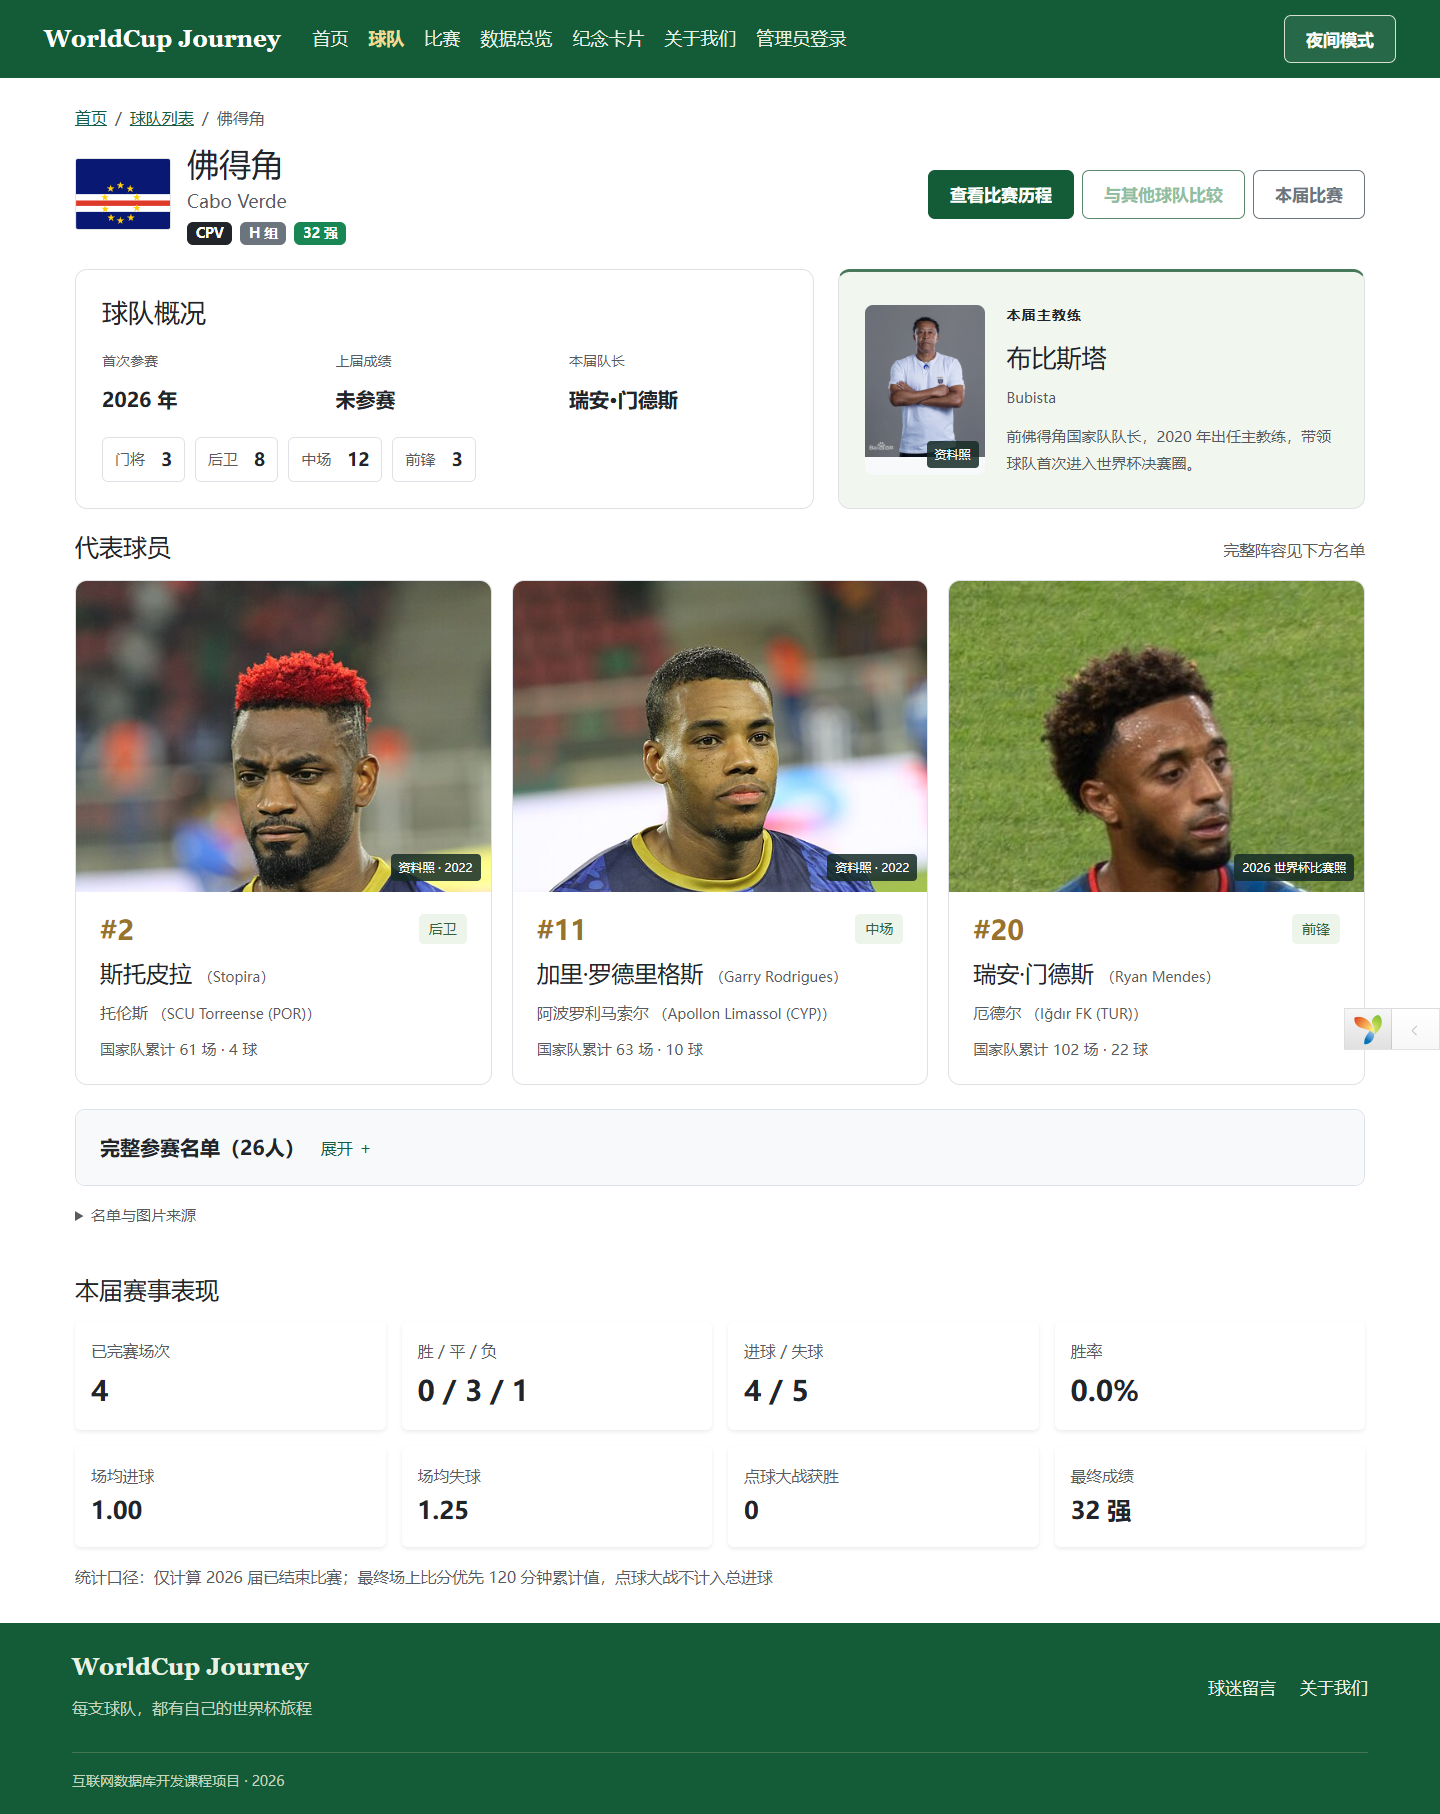 WorldCup Journey
首页 球队 比赛 数据总览 纪念卡片 关于我们 管理员登录
夜间模式
首页 / 球队列表 / 佛得角
佛得角
Cabo Verde
CPV H 组 32 强
查看比赛历程 与其他球队比较 本届比赛
球队概况
首次参赛 上届成绩 本届队长
2026 年 未参赛 瑞安•门德斯
门将 3 后卫 8 中场 12 前锋 3
资料照
本届主教练
布比斯塔
Bubista
前佛得角国家队队长，2020 年出任主教练，带领
球队首次进入世界杯决赛圈。
代表球员
完整阵容见下方名单
资料照 · 2022
#2 后卫
斯托皮拉 （Stopira）
托伦斯 （SCU Torreense (POR)）
国家队累计 61 场 · 4 球
资料照 · 2022
#11 中场
加里·罗德里格斯 （Garry Rodrigues）
阿波罗利马索尔 （Apollon Limassol (CYP)）
国家队累计 63 场 · 10 球
2026 世界杯比赛照
#20 前锋
瑞安·门德斯 （Ryan Mendes）
厄德尔 （Iğdır FK (TUR)）
国家队累计 102 场 · 22 球
完整参赛名单（26人） 展开 +
▶ 名单与图片来源
本届赛事表现
已完赛场次
4
胜 / 平 / 负
0 / 3 / 1
进球 / 失球
4 / 5
胜率
0.0%
场均进球
1.00
场均失球
1.25
点球大战获胜
0
最终成绩
32 强
统计口径：仅计算 2026 届已结束比赛；最终场上比分优先 120 分钟累计值，点球大战不计入总进球
WorldCup Journey
每支球队，都有自己的世界杯旅程
球迷留言 关于我们
互联网数据库开发课程项目 · 2026